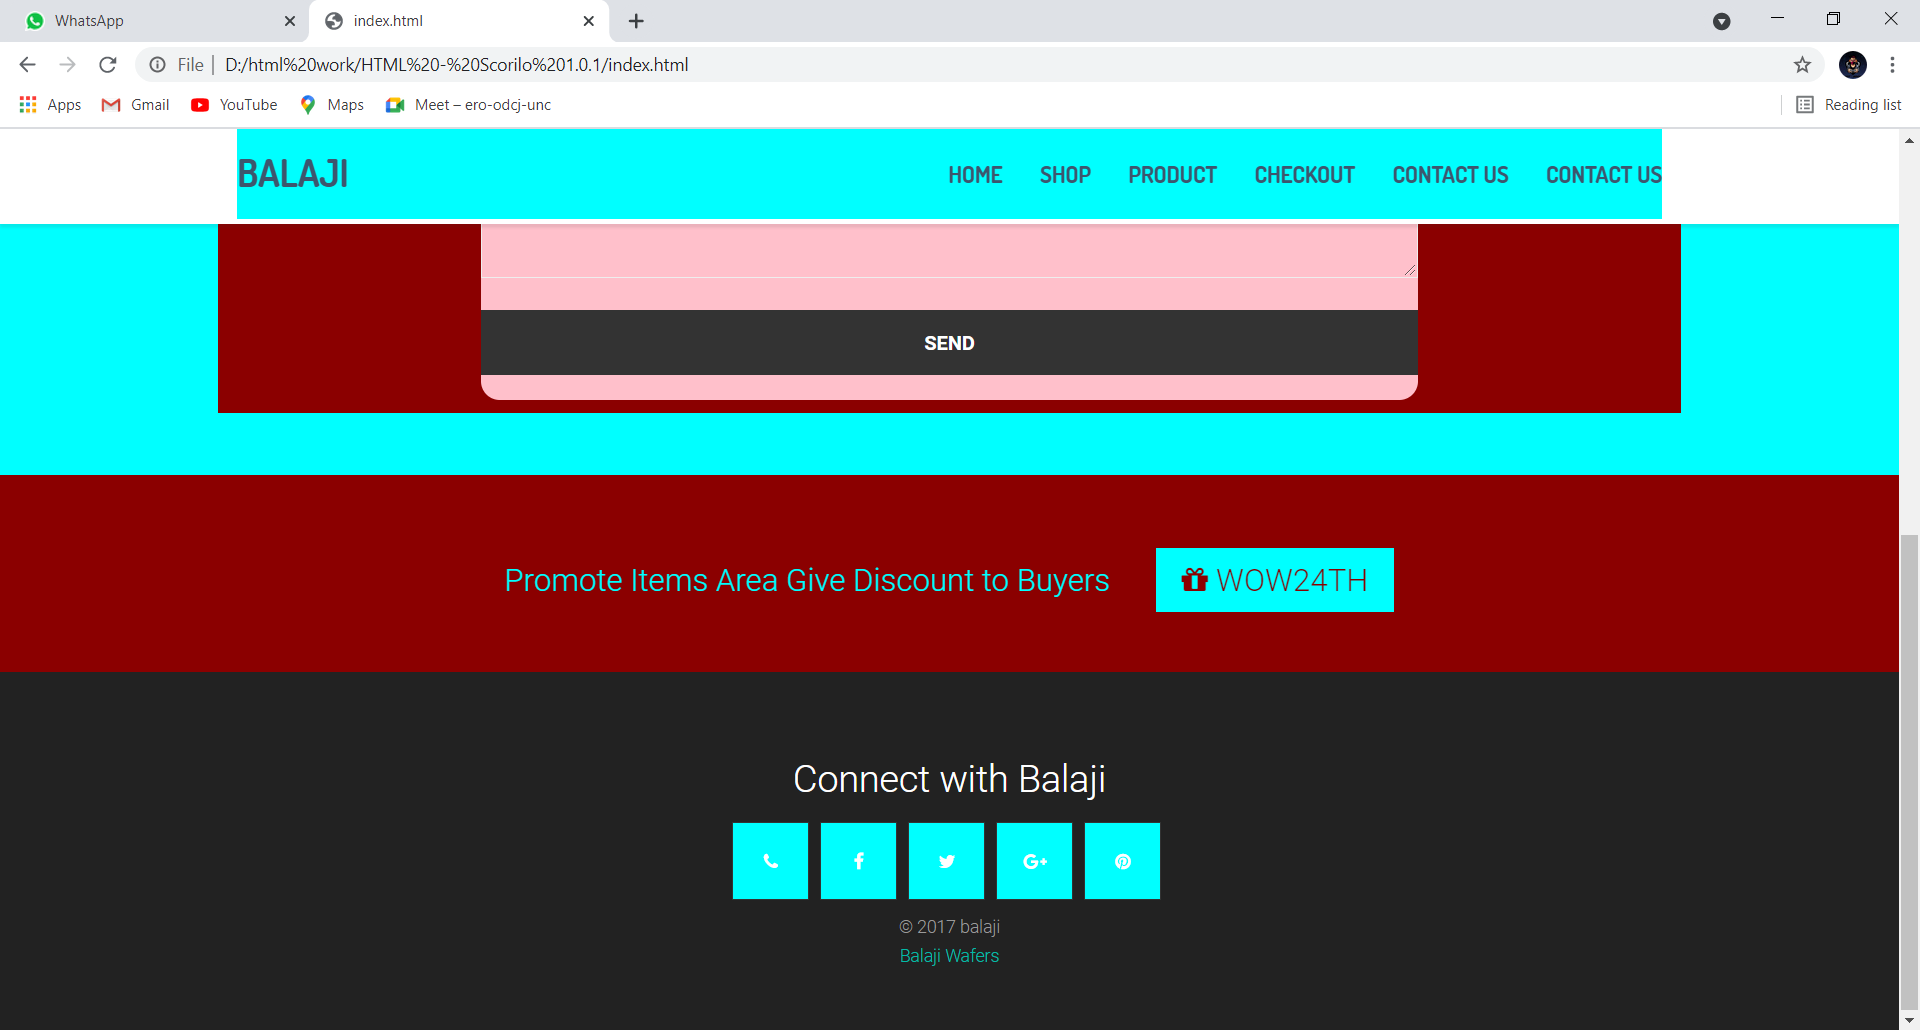 WhatsApp
index.html
File
D:/html%20work/HTML%20-%20Scorilo%201.0.1/index.html
Apps
Gmail
YouTube
Maps
Meet – ero-odcj-unc
Reading list
BALAJI
HOME
SHOP
PRODUCT
CHECKOUT
CONTACT US
CONTACT US
SEND
Promote Items Area Give Discount to Buyers
WOW24TH
Connect with Balaji
© 2017 balaji
Balaji Wafers